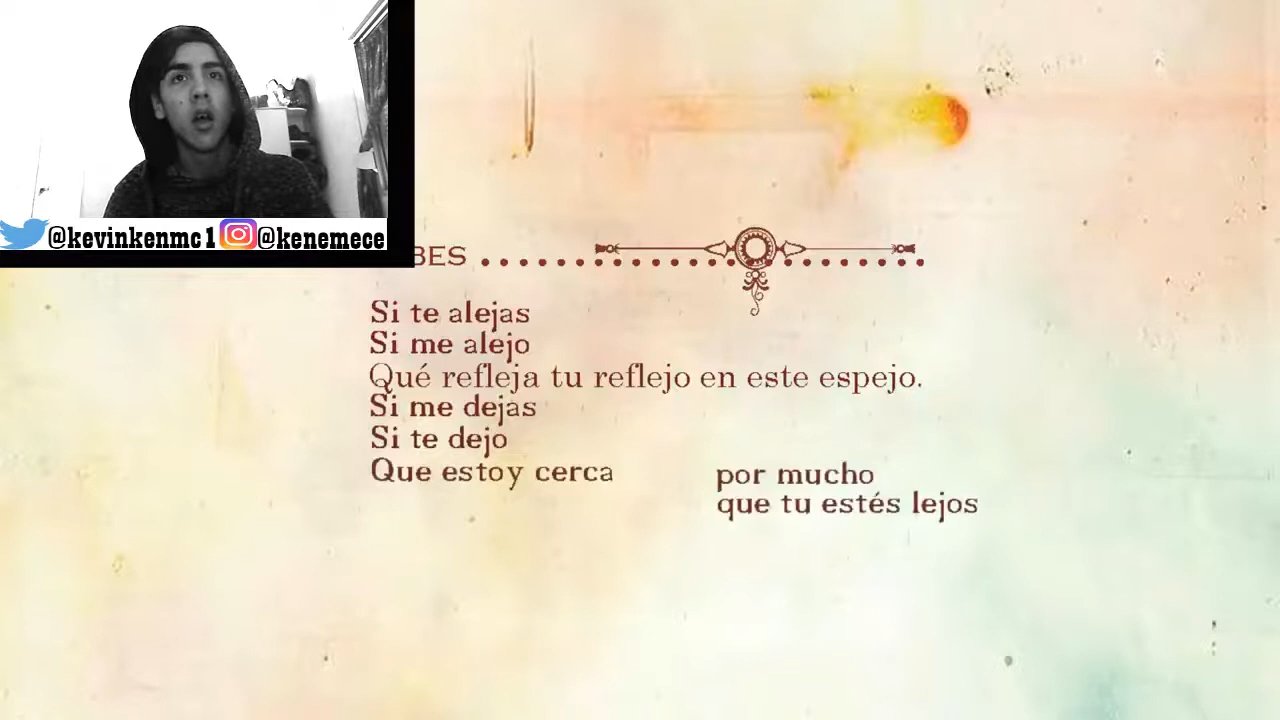 @kevinkenmc1 @kenemece
Si te alejas
Si me alejo
Qué refleja tu reflejo en este espejo.
Si me dejas
Si te dejo
Que estoy cerca por mucho
que tu estés lejos